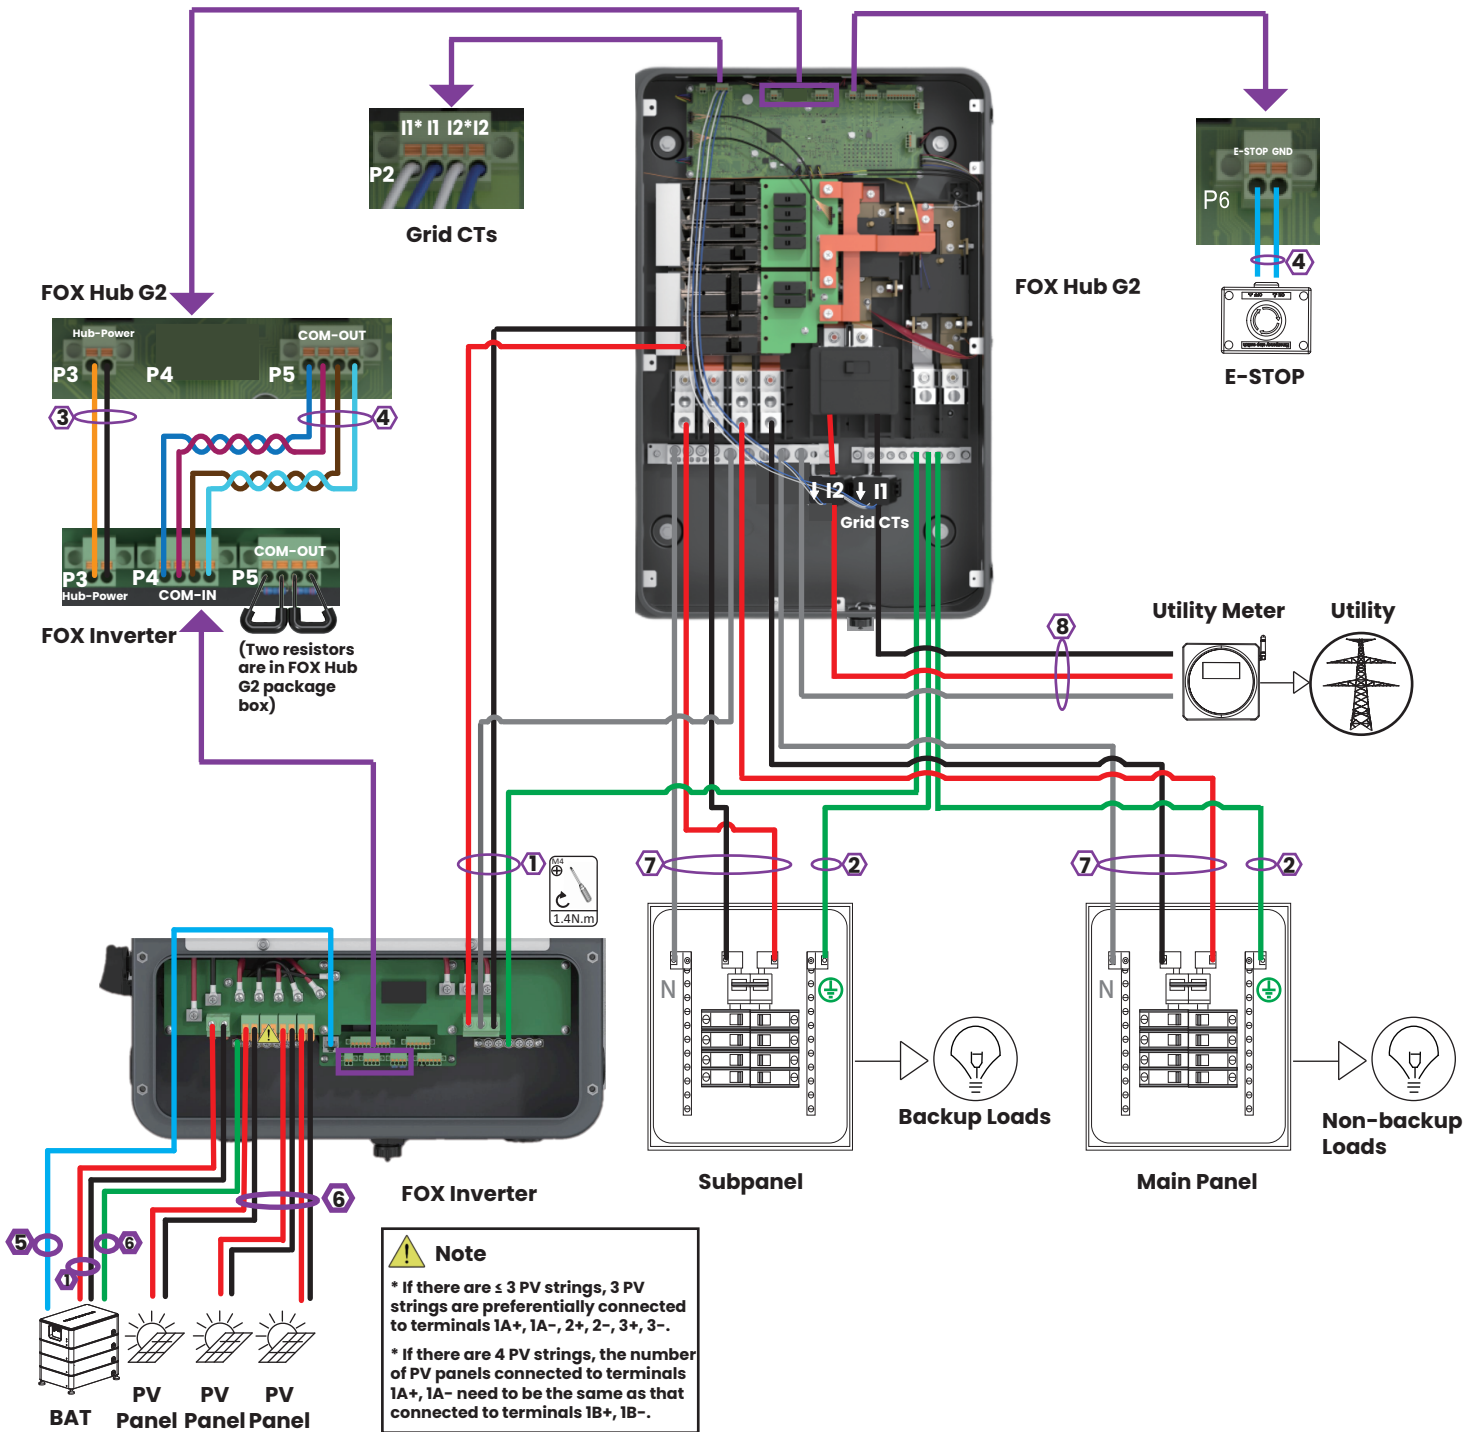 I1* I1 I2* I2
P2
Grid CTs
E-STOP GND
P6
4
E-STOP
FOX Hub G2
FOX Hub G2
Hub-Power
COM-OUT
P3
P4
P5
3
4
I2
I1
Grid CTs
COM-OUT
P3
P4
P5
Hub-Power
COM-IN
FOX Inverter
(Two resistors
are in FOX Hub
G2 package
box)
Utility Meter
Utility
8
1
M4
1.4N.m
7
2
7
2
N
N
Backup Loads
Non-backup
Loads
Subpanel
Main Panel
FOX Inverter
6
5
6
1
BAT
PV
Panel
PV
Panel
PV
Panel
Note
* If there are ≤ 3 PV strings, 3 PV
strings are preferentially connected
to terminals 1A+, 1A-, 2+, 2-, 3+, 3-.
* If there are 4 PV strings, the number
of PV panels connected to terminals
1A+, 1A- need to be the same as that
connected to terminals 1B+, 1B-.